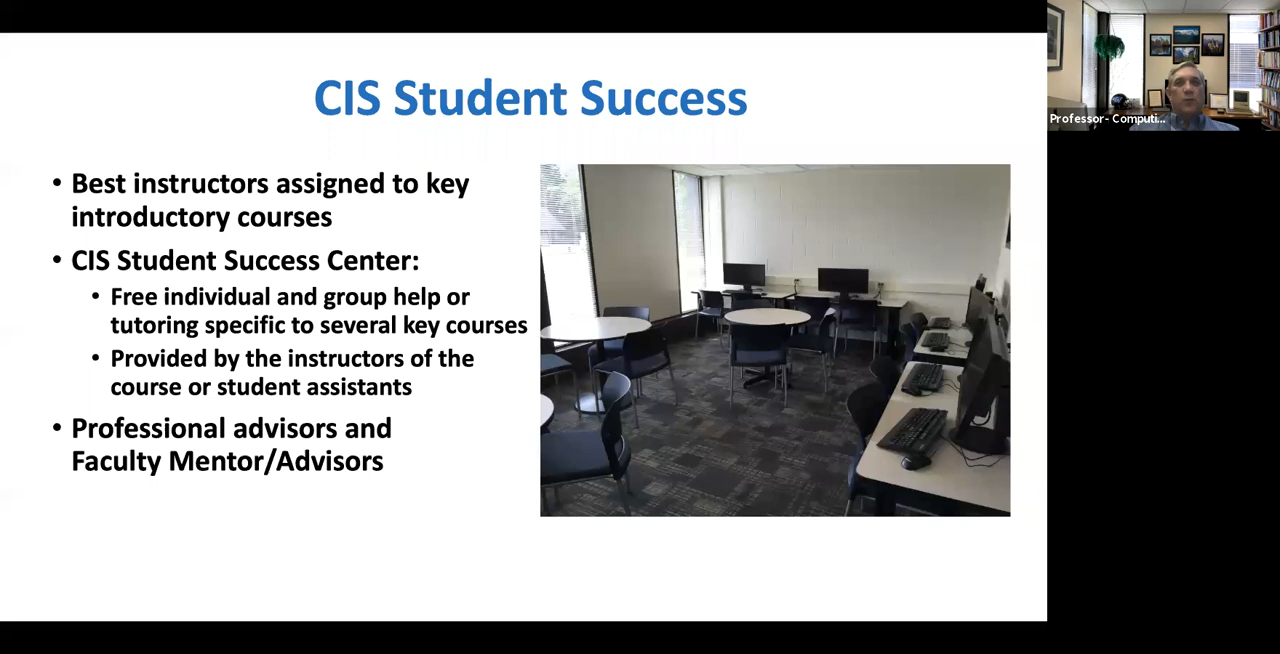 CIS Student Success
• Best instructors assigned to key
introductory courses
• CIS Student Success Center:
• Free individual and group help or
tutoring specific to several key courses
• Provided by the instructors of the
course or student assistants
• Professional advisors and
Faculty Mentor/Advisors
Professor- Computi...